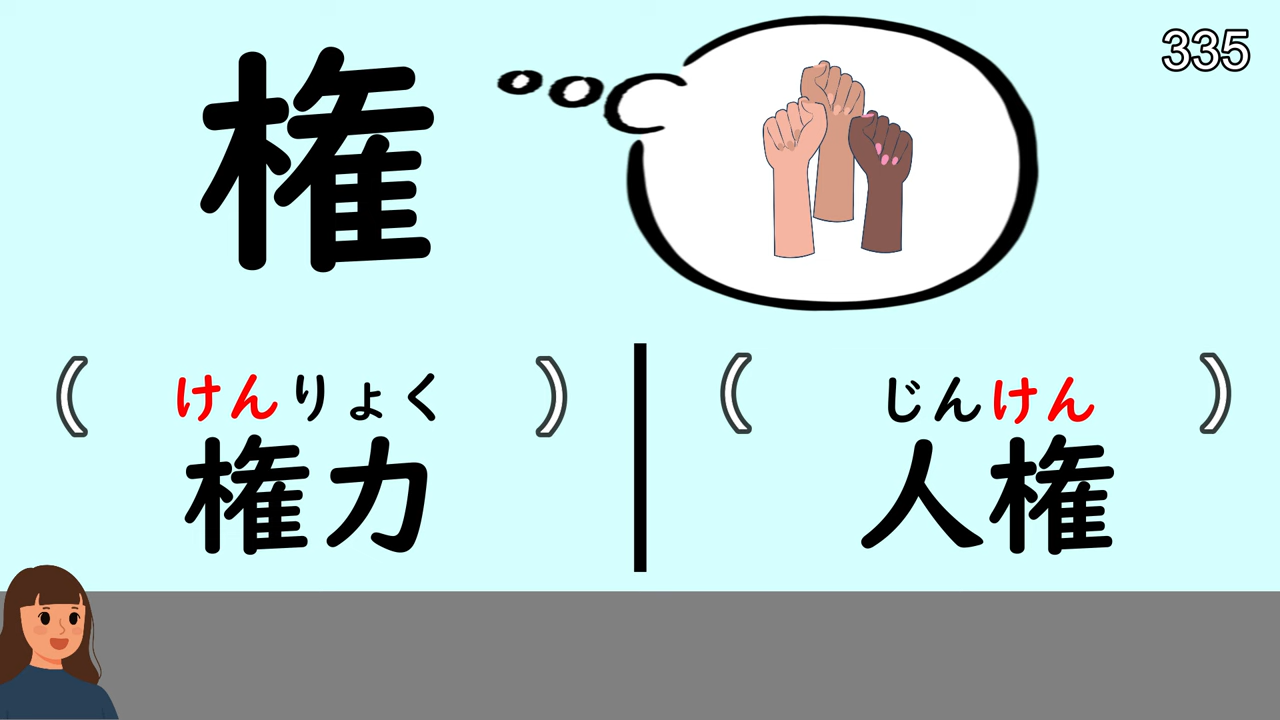 335
権
（ けんりょく ）
権力
（ じんけん ）
人権